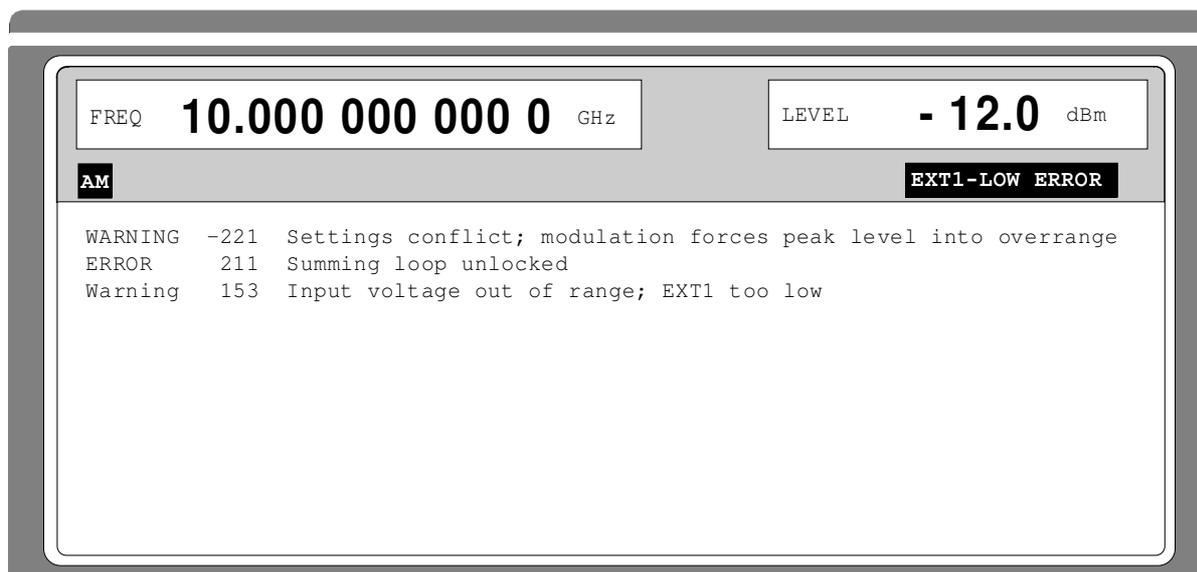 FREQ 10.000 000 000 0 GHz LEVEL - 12.0 dBm
AM EXT1-LOW ERROR
WARNING -221 Settings conflict; modulation forces peak level into overrange
ERROR 211 Summing loop unlocked
Warning 153 Input voltage out of range; EXT1 too low